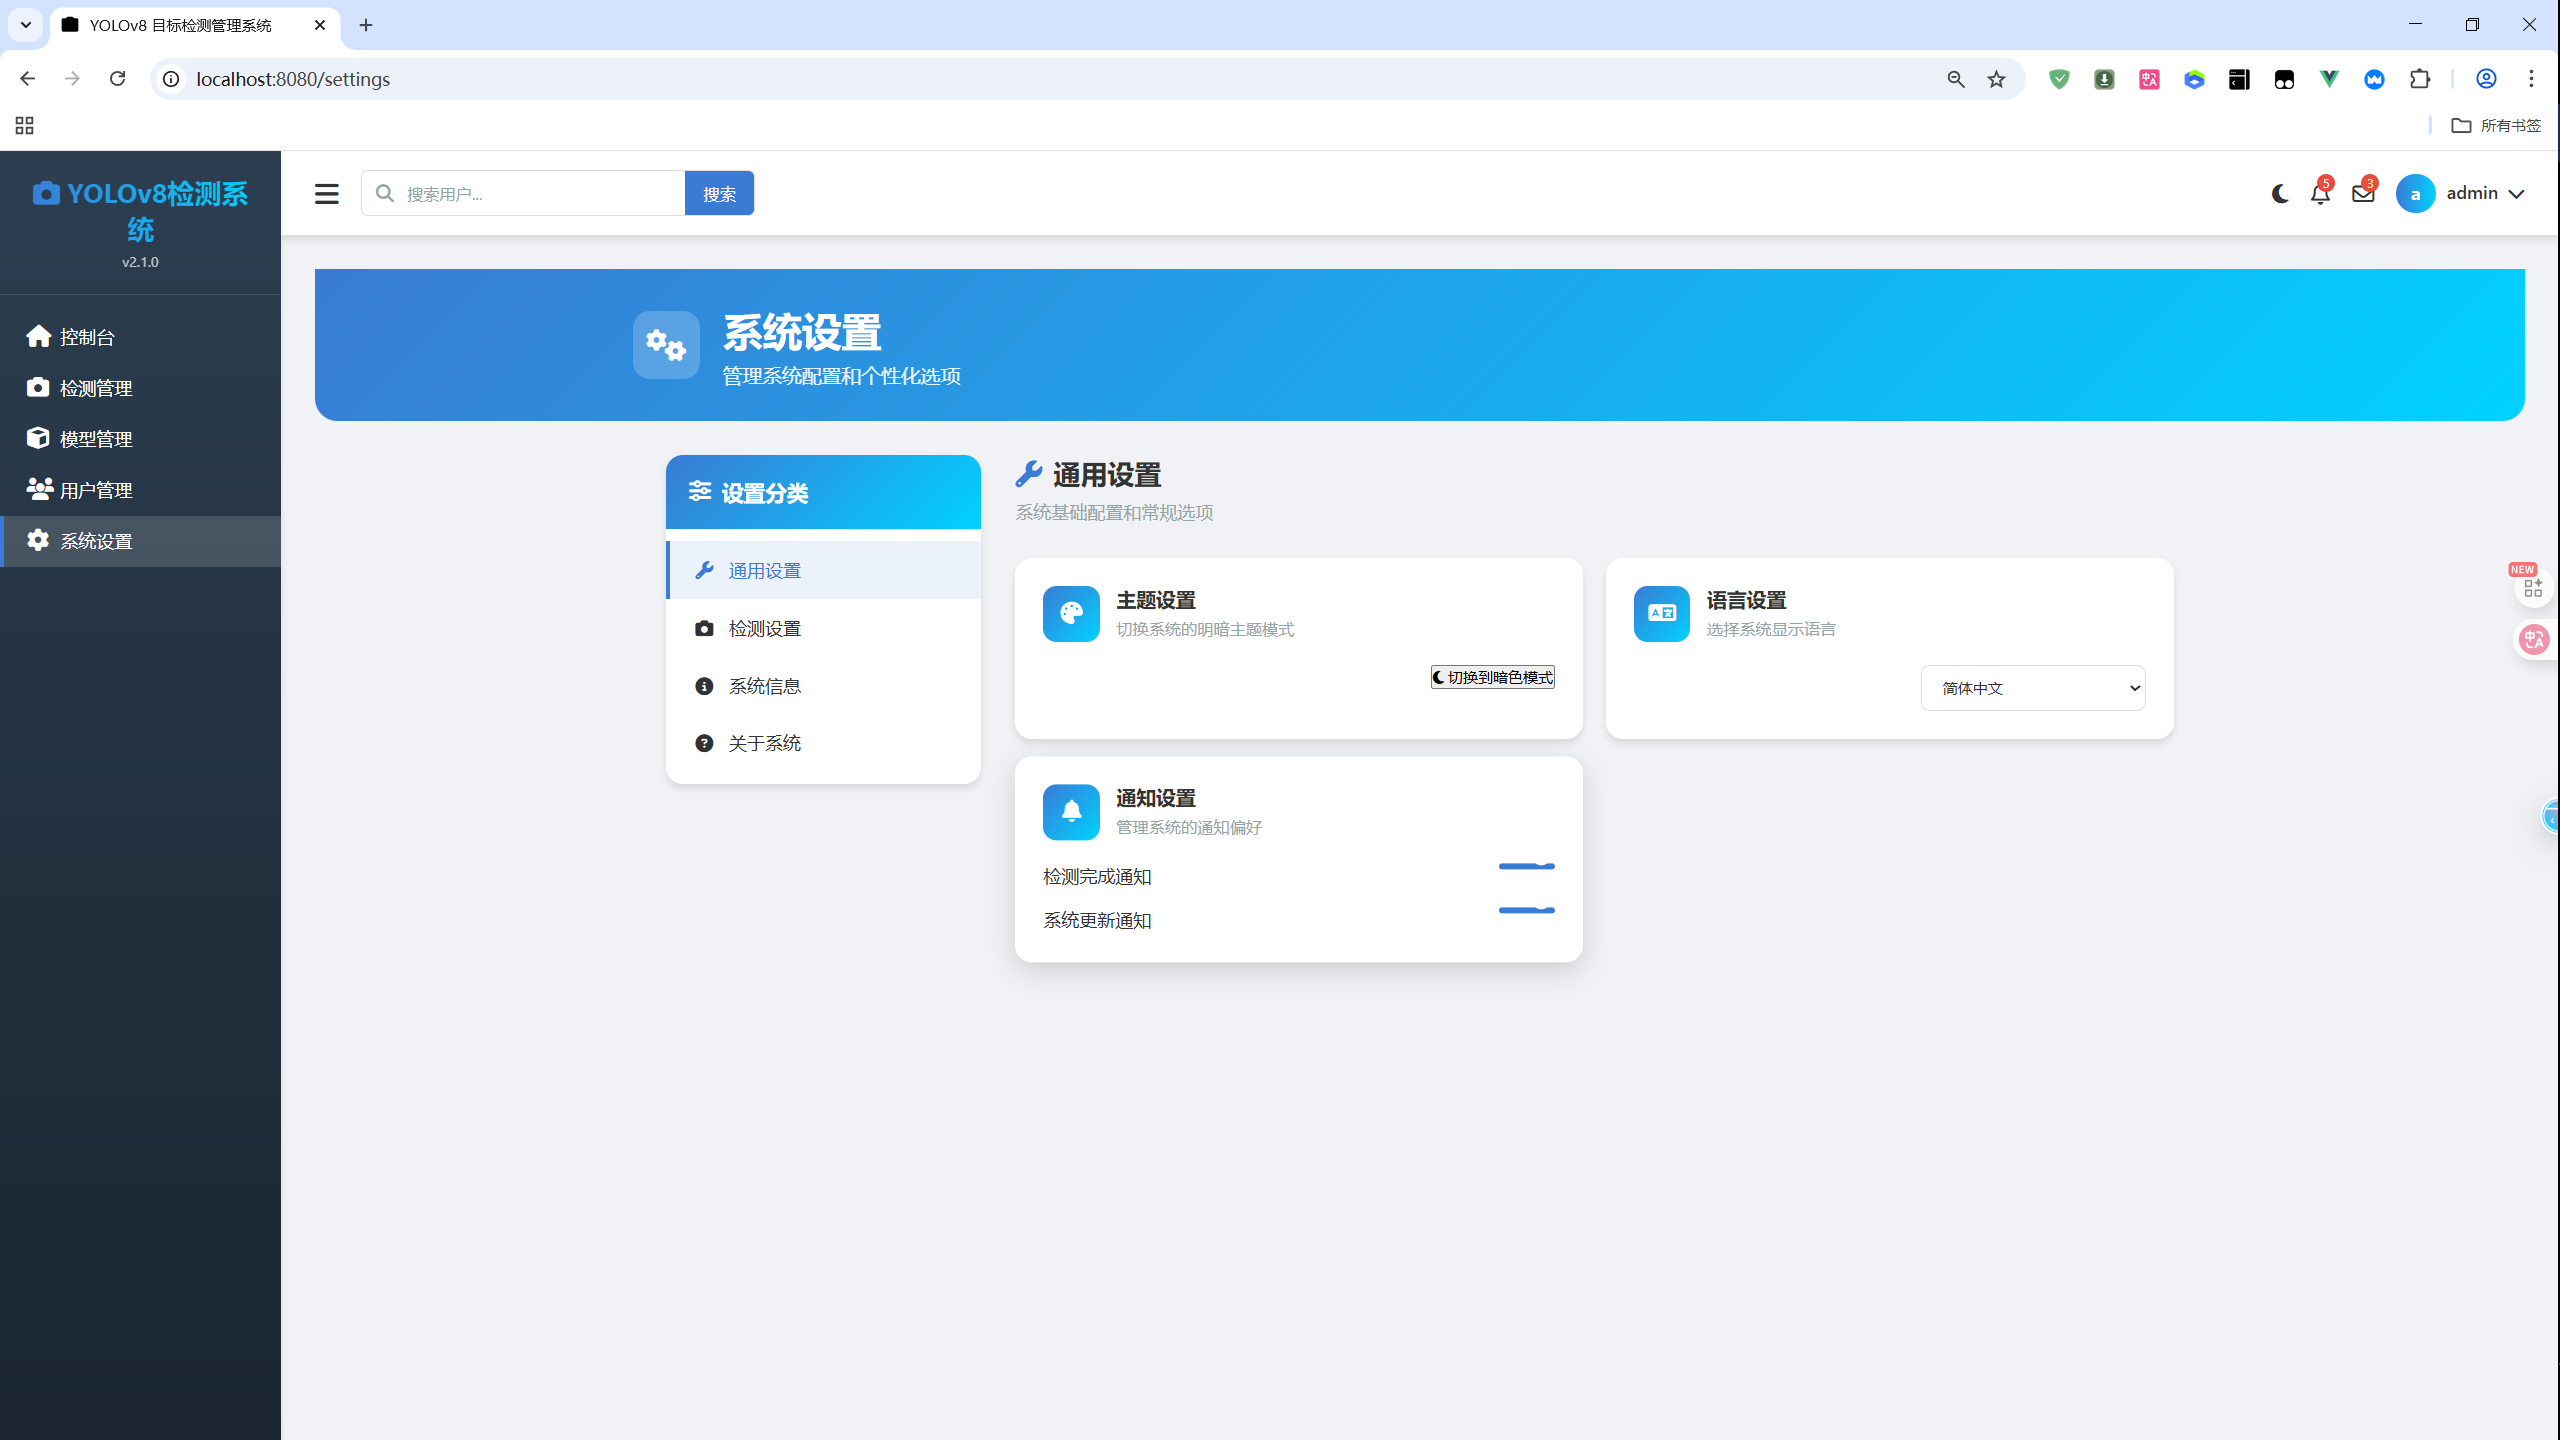 YOLOv8 目标检测管理系统
localhost:8080/settings
所有书签
YOLOv8检测系
统
v2.1.0
搜索用户...
搜索
5
3
a
admin
控制台
检测管理
模型管理
用户管理
系统设置
系统设置
管理系统配置和个性化选项
设置分类
通用设置
检测设置
系统信息
关于系统
通用设置
系统基础配置和常规选项
主题设置
切换系统的明暗主题模式
切换到暗色模式
语言设置
选择系统显示语言
简体中文
通知设置
管理系统的通知偏好
检测完成通知
系统更新通知
NEW